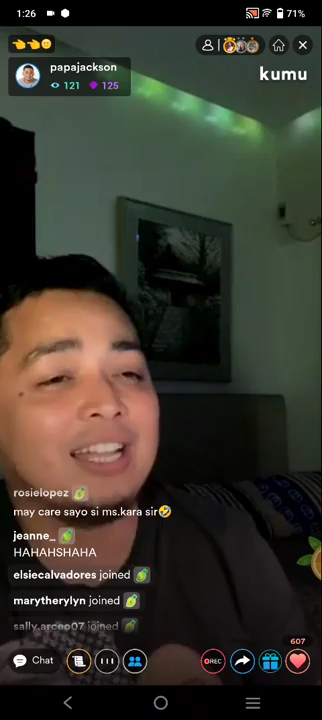 1:26
71%
papajackson
121 125
kumu
rosielopez
may care sayo si ms.kara sir🤣
jeanne_
HAHAHSHAHA
elsiecalvadores joined
marytherylyn joined
sally.arcep07 joined
607
Chat
REC